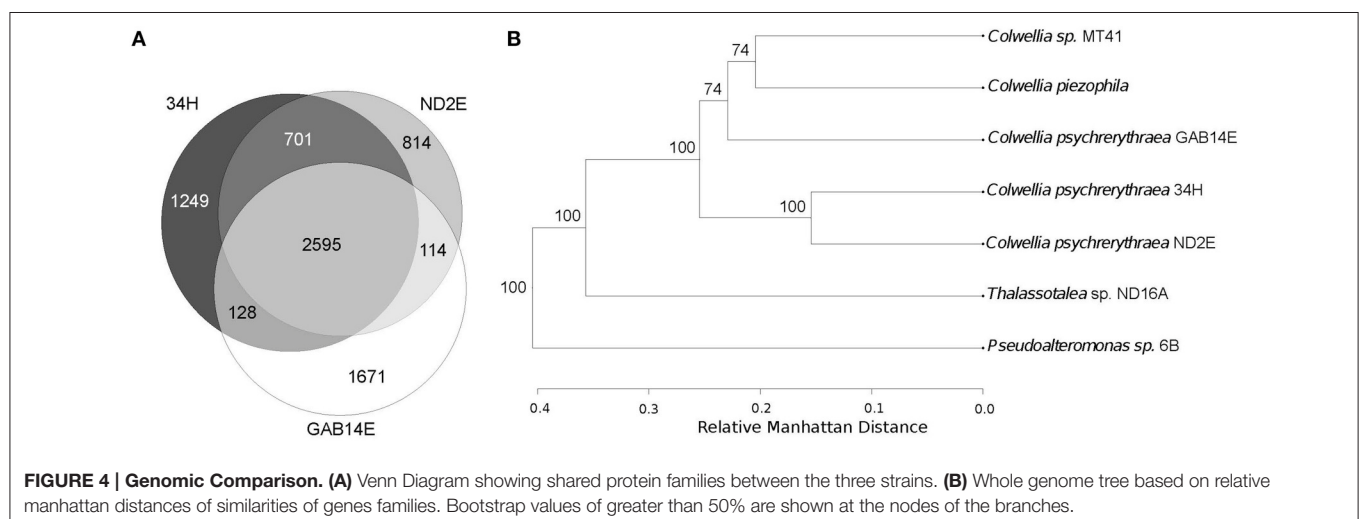 A
34H
ND2E
701
814
1249
2595
114
128
1671
GAB14E
B
74
Colwellia sp. MT41
74
Colwellia piezophila
100
Colwellia psychrerythraea GAB14E
100
Colwellia psychrerythraea 34H
100
Colwellia psychrerythraea ND2E
100
Thalassotalea sp. ND16A
Pseudoalteromonas sp. 6B
0.4 0.3 0.2 0.1 0.0
Relative Manhattan Distance
FIGURE 4 | Genomic Comparison. (A) Venn Diagram showing shared protein families between the three strains. (B) Whole genome tree based on relative
manhattan distances of similarities of genes families. Bootstrap values of greater than 50% are shown at the nodes of the branches.